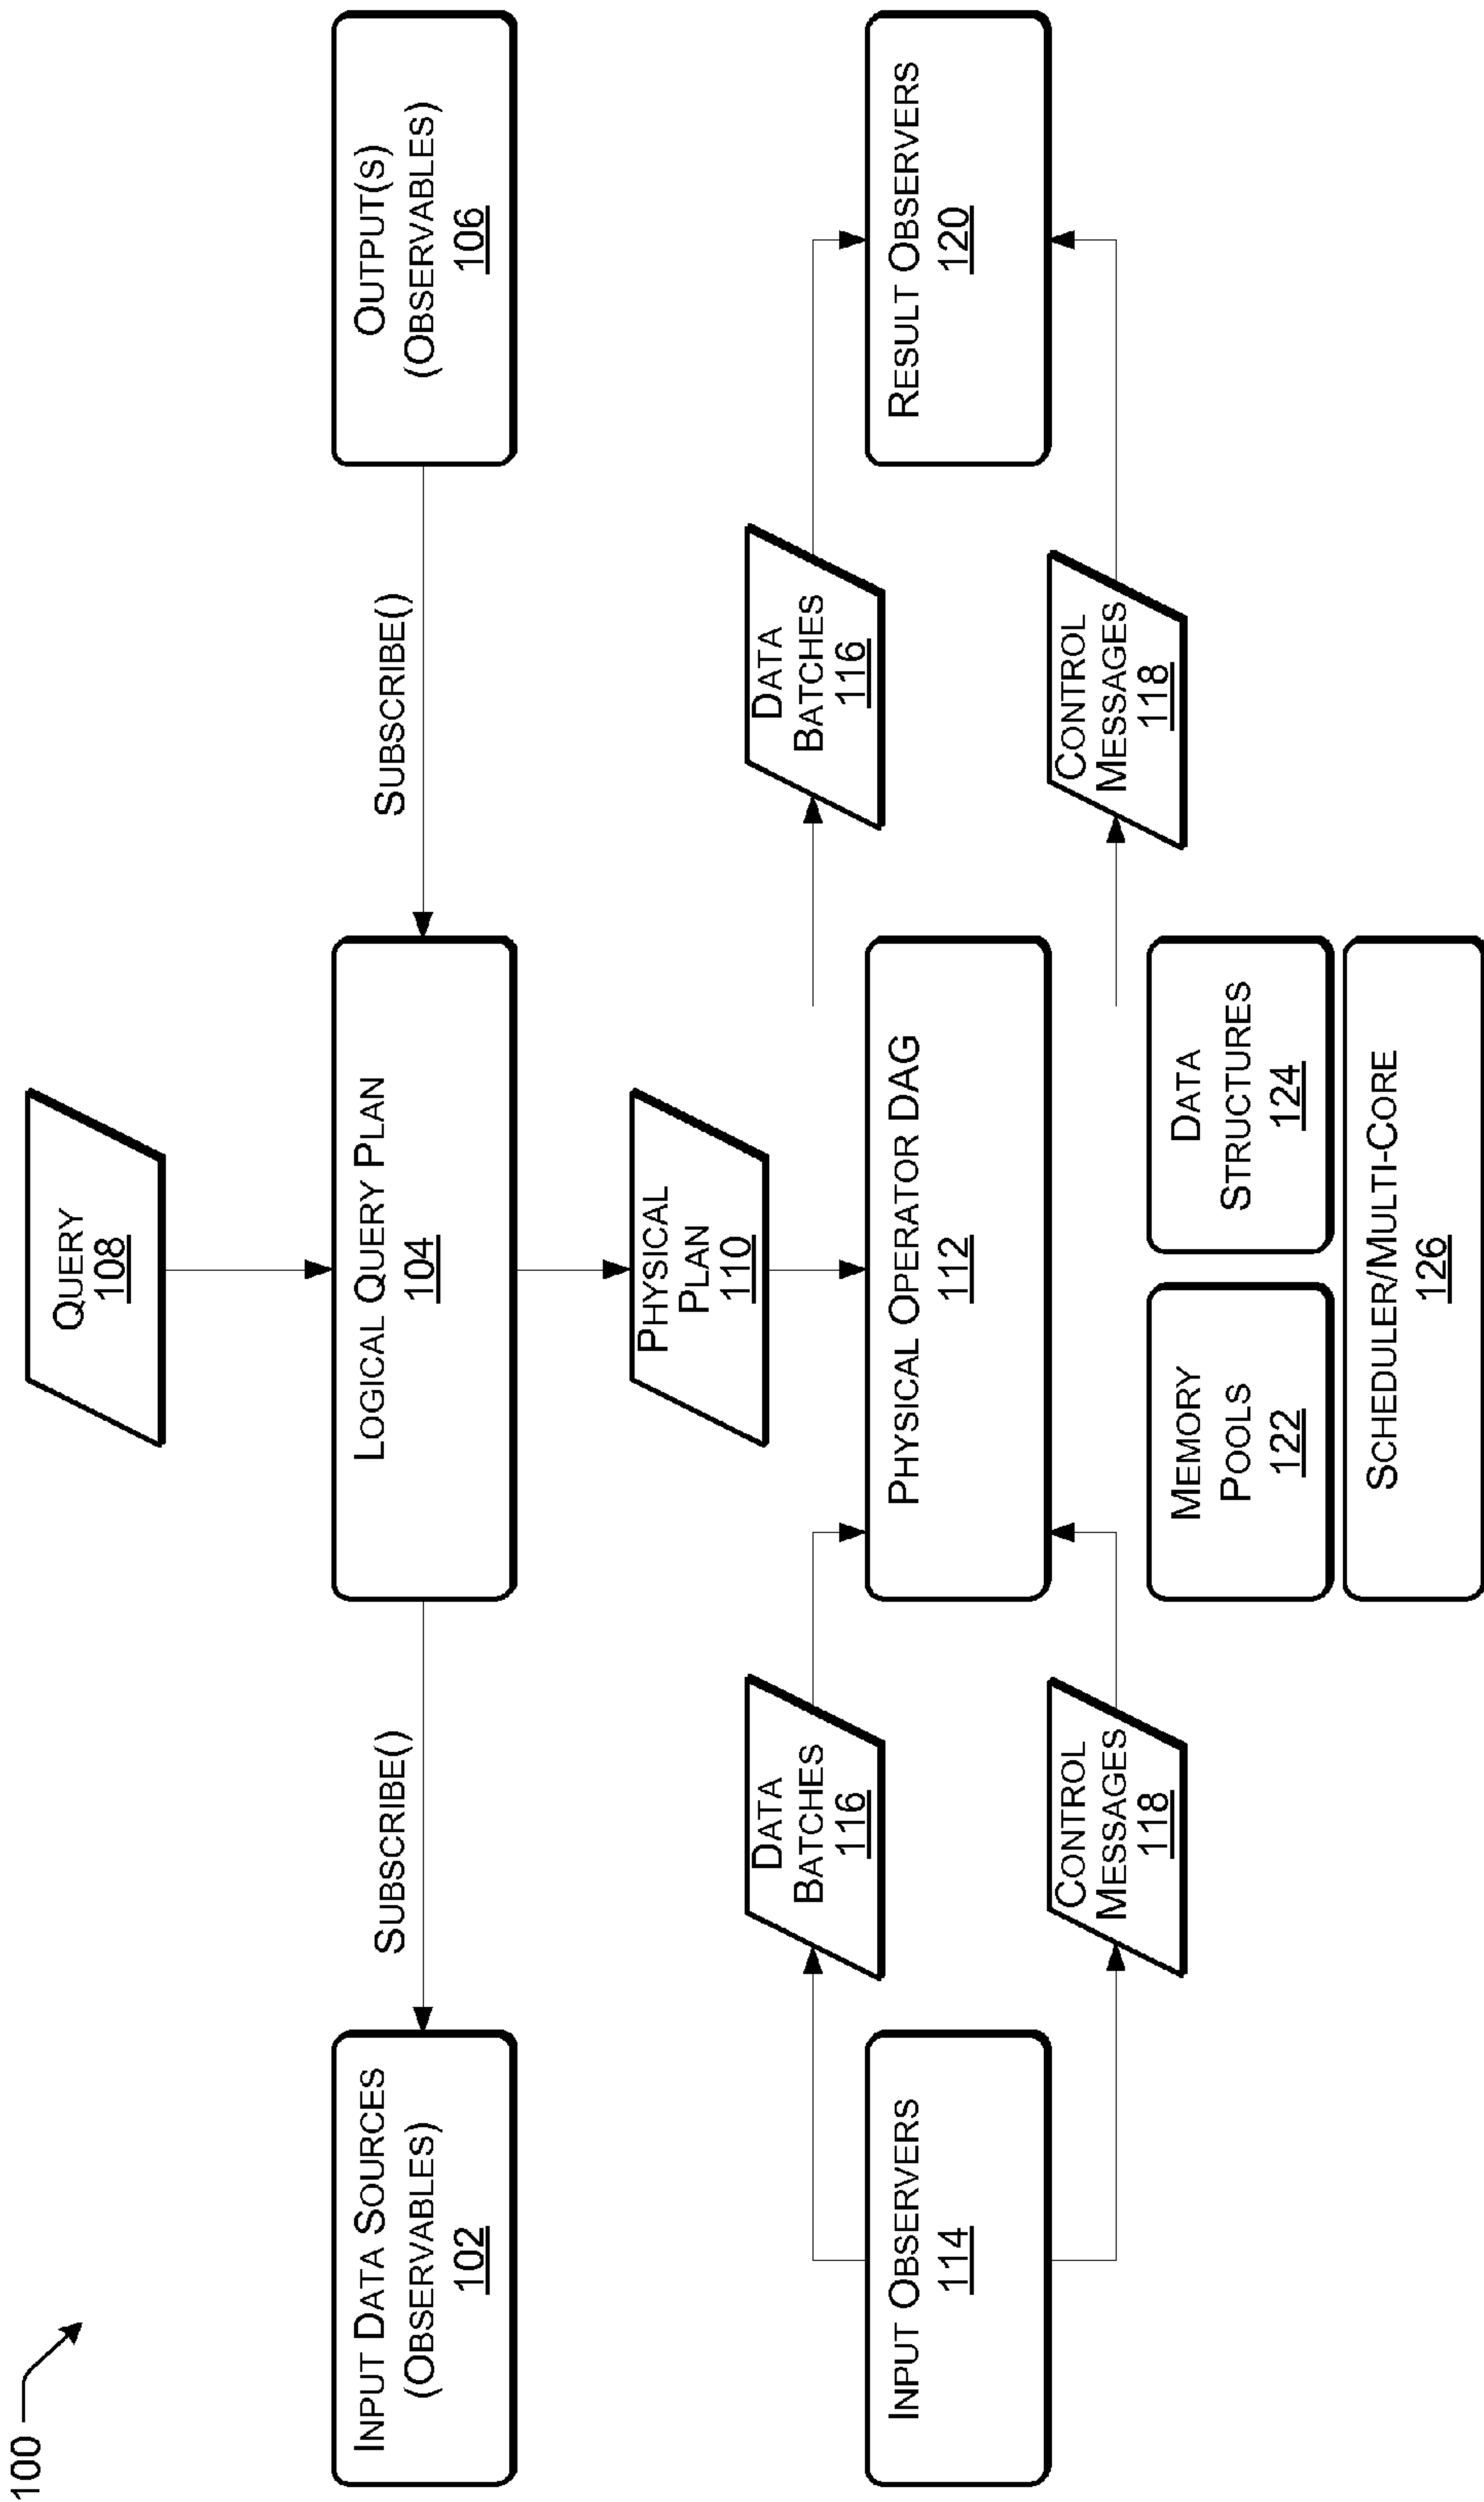 100
QUERY
108
INPUT DATA SOURCES
(OBSERVABLES)
102
SUBSCRIBE()
LOGICAL QUERY PLAN
104
SUBSCRIBE()
OUTPUT(S)
(OBSERVABLES)
106
PHYSICAL
PLAN
110
DATA
BATCHES
116
DATA
BATCHES
116
INPUT OBSERVERS
114
PHYSICAL OPERATOR DAG
112
RESULT OBSERVERS
120
CONTROL
MESSAGES
118
CONTROL
MESSAGES
118
MEMORY
POOLS
122
DATA
STRUCTURES
124
SCHEDULER/MULTI-CORE
126